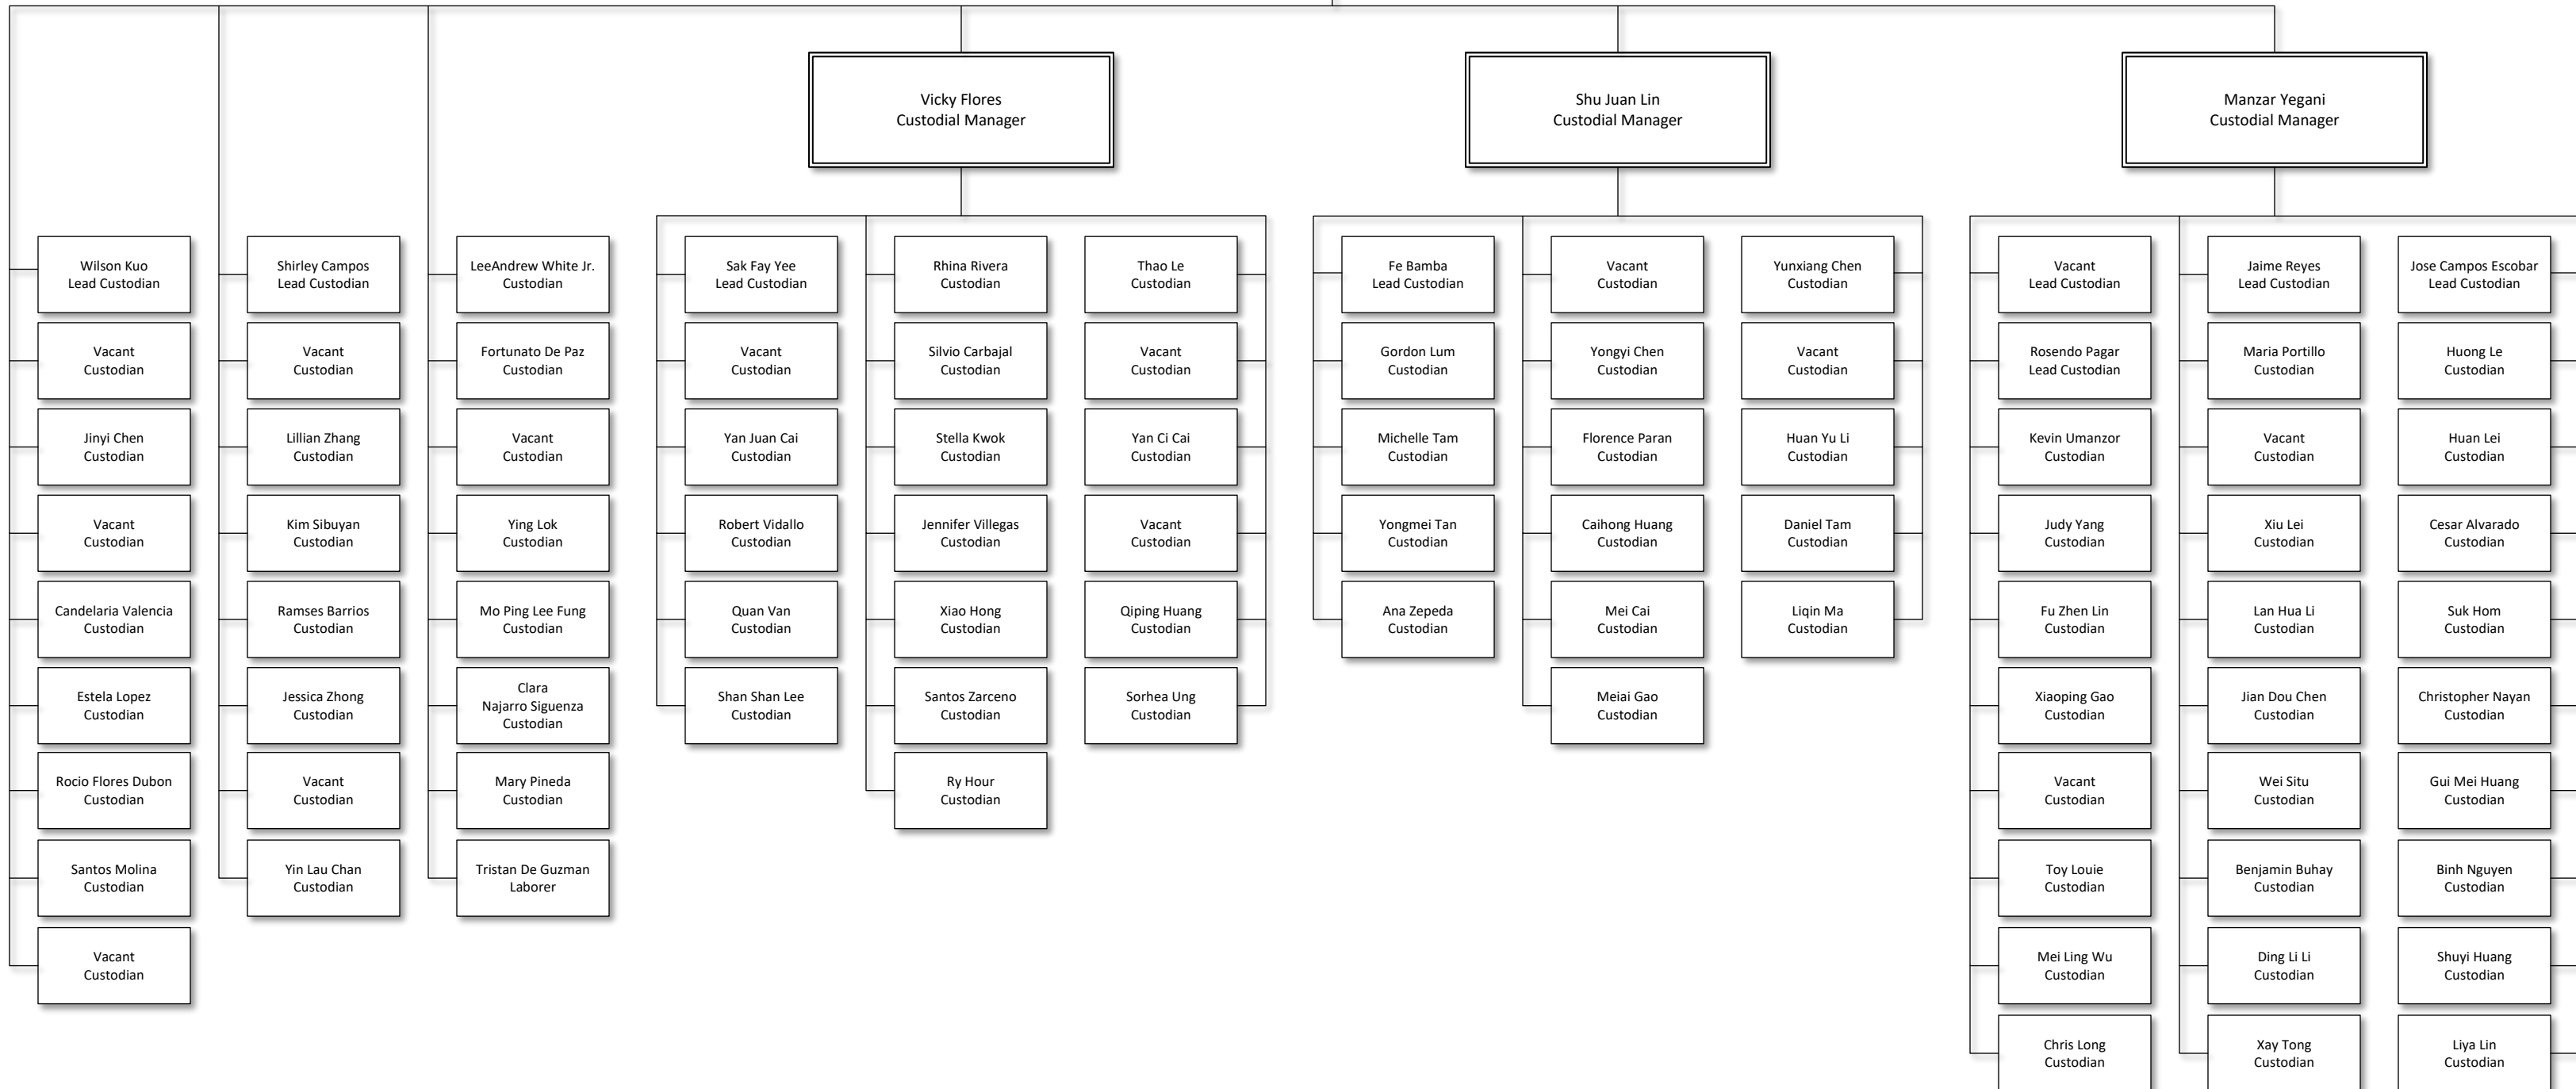 Vicky Flores
Custodial Manager
Shu Juan Lin
Custodial Manager
Manzar Yegani
Custodial Manager
Wilson Kuo
Lead Custodian
Vacant
Custodian
Jinyi Chen
Custodian
Vacant
Custodian
Candelaria Valencia
Custodian
Estela Lopez
Custodian
Rocio Flores Dubon
Custodian
Santos Molina
Custodian
Vacant
Custodian
Shirley Campos
Lead Custodian
Vacant
Custodian
Lillian Zhang
Custodian
Kim Sibuyan
Custodian
Ramses Barrios
Custodian
Jessica Zhong
Custodian
Vacant
Custodian
Yin Lau Chan
Custodian
LeeAndrew White Jr.
Custodian
Fortunato De Paz
Custodian
Vacant
Custodian
Ying Lok
Custodian
Mo Ping Lee Fung
Custodian
Clara
Najarro Siguenza
Custodian
Mary Pineda
Custodian
Tristan De Guzman
Laborer
Sak Fay Yee
Lead Custodian
Vacant
Custodian
Yan Juan Cai
Custodian
Robert Vidallo
Custodian
Quan Van
Custodian
Shan Shan Lee
Custodian
Rhina Rivera
Custodian
Silvio Carbajal
Custodian
Stella Kwok
Custodian
Jennifer Villegas
Custodian
Xiao Hong
Custodian
Santos Zarceno
Custodian
Ry Hour
Custodian
Thao Le
Custodian
Vacant
Custodian
Yan Ci Cai
Custodian
Vacant
Custodian
Qiping Huang
Custodian
Sorhea Ung
Custodian
Fe Bamba
Lead Custodian
Gordon Lum
Custodian
Michelle Tam
Custodian
Yongmei Tan
Custodian
Ana Zepeda
Custodian
Vacant
Custodian
Yongyi Chen
Custodian
Florence Paran
Custodian
Caihong Huang
Custodian
Mei Cai
Custodian
Meiai Gao
Custodian
Yunxiang Chen
Custodian
Vacant
Custodian
Huan Yu Li
Custodian
Daniel Tam
Custodian
Liqin Ma
Custodian
Vacant
Lead Custodian
Rosendo Pagar
Lead Custodian
Kevin Umanzor
Custodian
Judy Yang
Custodian
Fu Zhen Lin
Custodian
Xiaoping Gao
Custodian
Vacant
Custodian
Toy Louie
Custodian
Mei Ling Wu
Custodian
Chris Long
Custodian
Jaime Reyes
Lead Custodian
Maria Portillo
Custodian
Vacant
Custodian
Xiu Lei
Custodian
Lan Hua Li
Custodian
Jian Dou Chen
Custodian
Wei Situ
Custodian
Benjamin Buhay
Custodian
Ding Li Li
Custodian
Xay Tong
Custodian
Jose Campos Escobar
Lead Custodian
Huong Le
Custodian
Huan Lei
Custodian
Cesar Alvarado
Custodian
Suk Hom
Custodian
Christopher Nayan
Custodian
Gui Mei Huang
Custodian
Binh Nguyen
Custodian
Shuyi Huang
Custodian
Liya Lin
Custodian